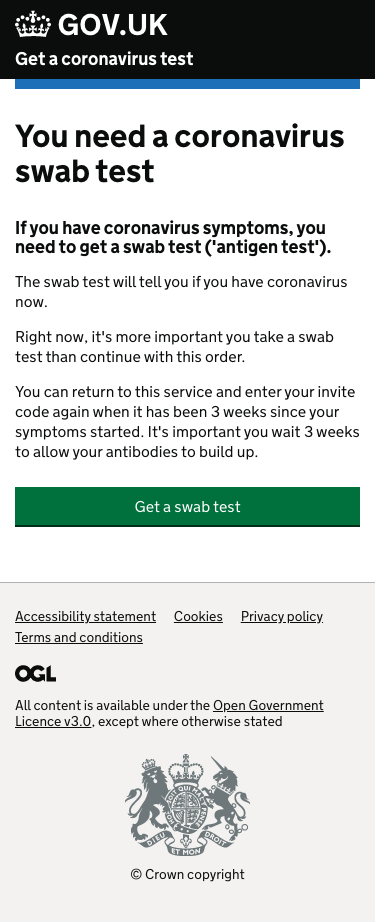 GOV.UK
Get a coronavirus test
You need a coronavirus
swab test
If you have coronavirus symptoms, you
need to get a swab test ('antigen test').
The swab test will tell you if you have coronavirus
now.
Right now, it's more important you take a swab
test than continue with this order.
You can return to this service and enter your invite
code again when it has been 3 weeks since your
symptoms started. It's important you wait 3 weeks
to allow your antibodies to build up.
Get a swab test
Accessibility statement Cookies Privacy policy
Terms and conditions
OGL
All content is available under the Open Government
Licence v3.0, except where otherwise stated
DIEU ET MON DROIT
© Crown copyright